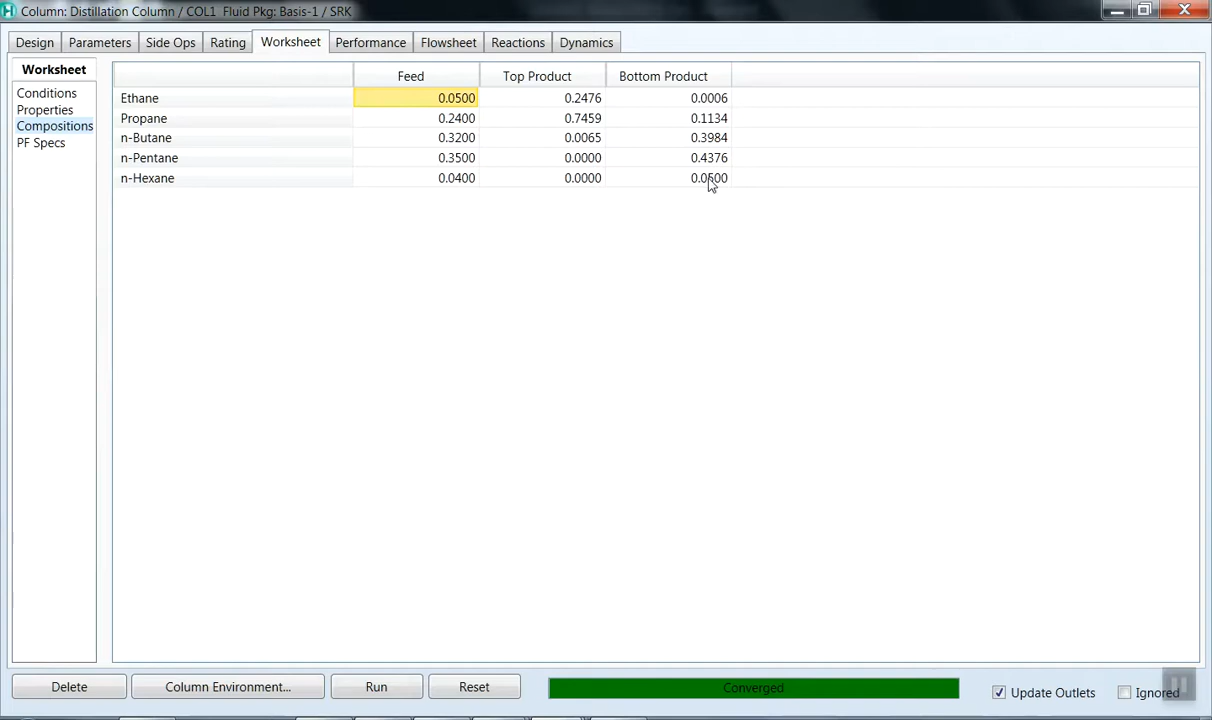 Column: Distillation Column / COL1 Fluid Pkg: Basis-1 / SRK
Design Parameters Side Ops Rating Worksheet Performance Flowsheet Reactions Dynamics
Worksheet
Conditions
Properties
Compositions
PF Specs
Feed Top Product Bottom Product
Ethane 0.0500 0.2476 0.0006
Propane 0.2400 0.7459 0.1134
n-Butane 0.3200 0.0065 0.3984
n-Pentane 0.3500 0.0000 0.4376
n-Hexane 0.0400 0.0000 0.0500
Delete Column Environment... Run Reset Converged Update Outlets Ignored